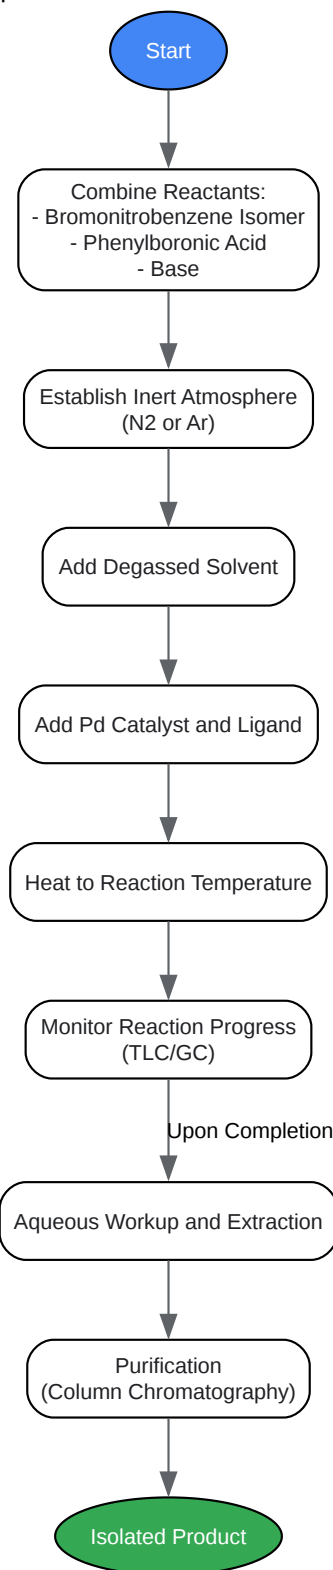 Start
Combine Reactants:
- Bromonitrobenzene Isomer
- Phenylboronic Acid
- Base
Establish Inert Atmosphere
(N2 or Ar)
Add Degassed Solvent
Add Pd Catalyst and Ligand
Heat to Reaction Temperature
Monitor Reaction Progress
(TLC/GC)
Upon Completion
Aqueous Workup and Extraction
Purification
(Column Chromatography)
Isolated Product